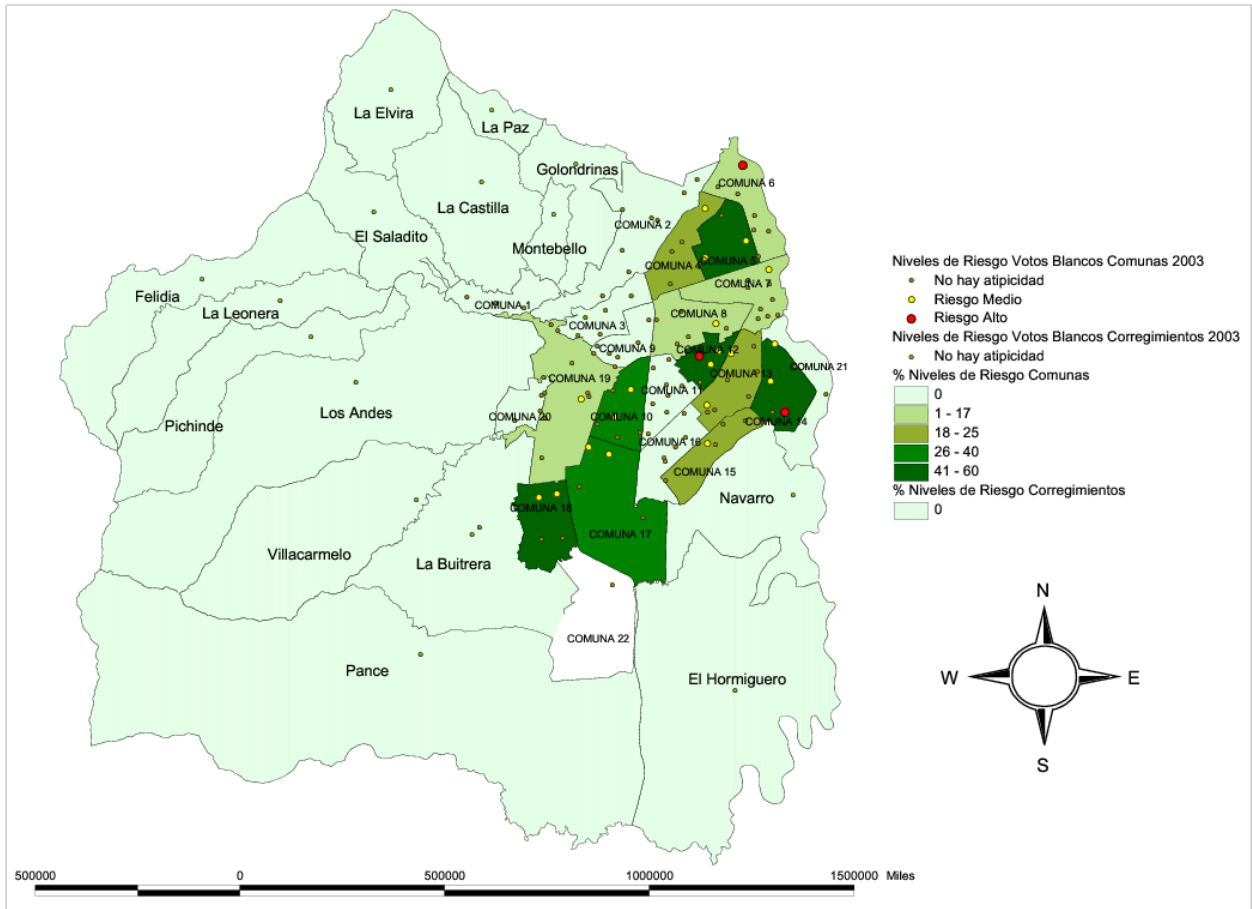 La Elvira
La Paz
Golondrinas
COMUNA 6
La Castilla
COMUNA 2
El Saladito
Montebello
COMUNA 5
COMUNA 4
Felidia
COMUNA 7
La Leonera
COMUNA 1
COMUNA 8
COMUNA 3
COMUNA 9
COMUNA 12
COMUNA 21
COMUNA 13
COMUNA 19
COMUNA 11
Los Andes
COMUNA 20
COMUNA 10
COMUNA 14
Pichinde
COMUNA 16
COMUNA 15
Navarro
COMUNA 18
COMUNA 17
Villacarmelo
La Buitrera
COMUNA 22
Pance
El Hormiguero
Niveles de Riesgo Votos Blancos Comunas 2003
No hay atipicidad
Riesgo Medio
Riesgo Alto
Niveles de Riesgo Votos Blancos Corregimientos 2003
No hay atipicidad
% Niveles de Riesgo Comunas
0
1 - 17
18 - 25
26 - 40
41 - 60
% Niveles de Riesgo Corregimientos
0
N
W E
S
500000 0 500000 1000000 1500000 Miles